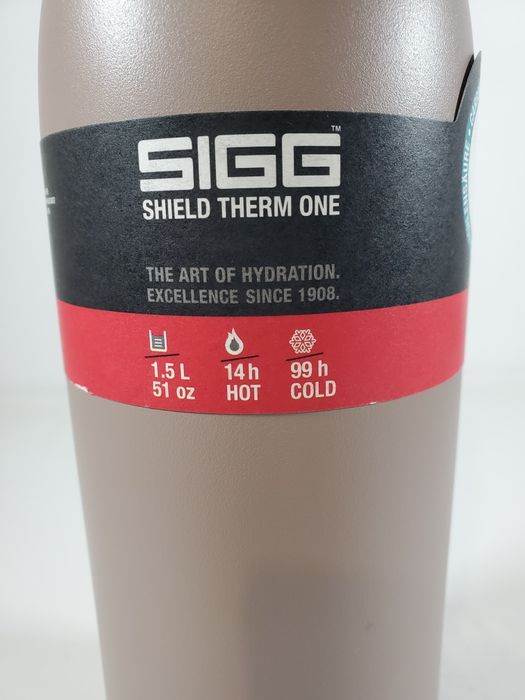 SIGG™
SHIELD THERM ONE
THE ART OF HYDRATION.
EXCELLENCE SINCE 1908.
1.5 L
51 oz
14 h
HOT
99 h
COLD